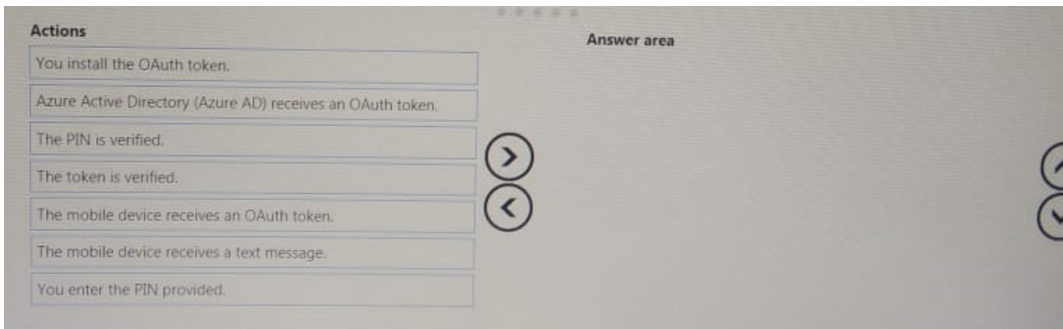 Actions
Answer area
You install the OAuth token.
Azure Active Directory (Azure AD) receives an OAuth token.
The PIN is verified.
The token is verified.
The mobile device receives an OAuth token.
The mobile device receives a text message.
You enter the PIN provided.